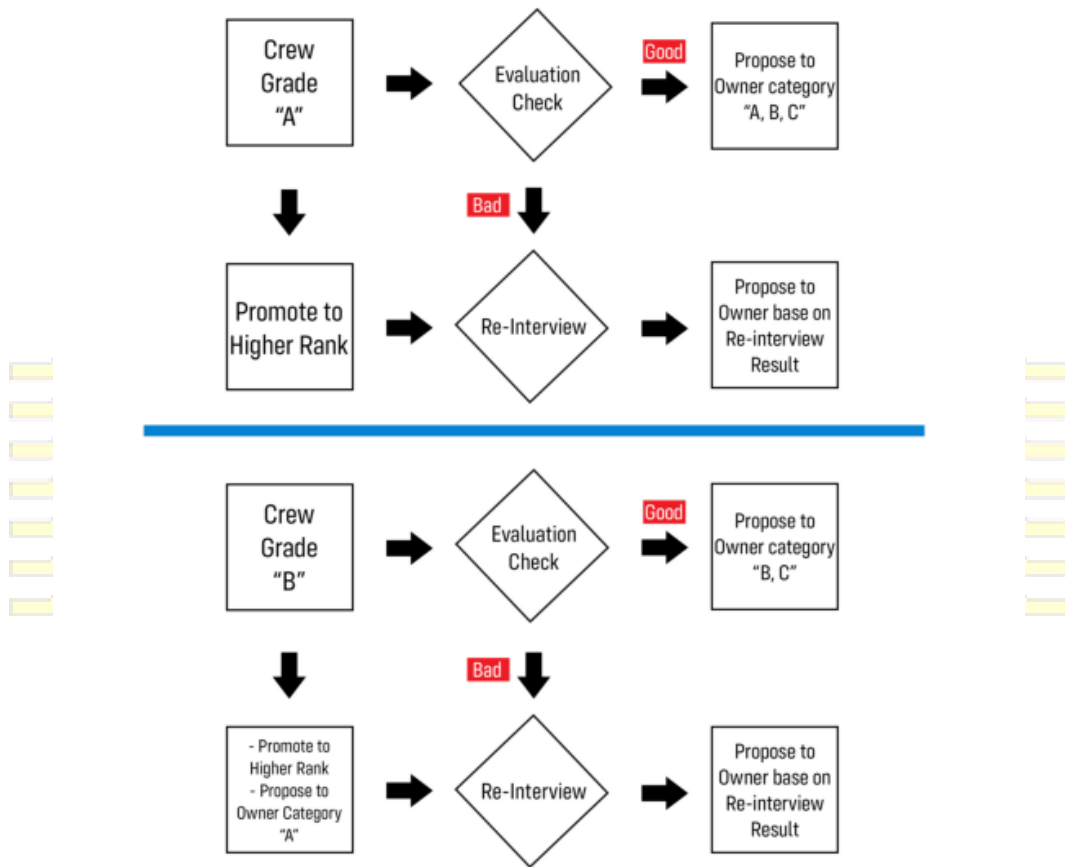 Crew
Grade
“A”
Evaluation
Check
Good
Propose to
Owner category
“A, B, C”
Bad
Promote to
Higher Rank
Re-Interview
Propose to
Owner base on
Re-interview
Result
Crew
Grade
“B”
Evaluation
Check
Good
Propose to
Owner category
“B, C”
Bad
- Promote to
Higher Rank
- Propose to
Owner Category
“A”
Re-Interview
Propose to
Owner base on
Re-interview
Result